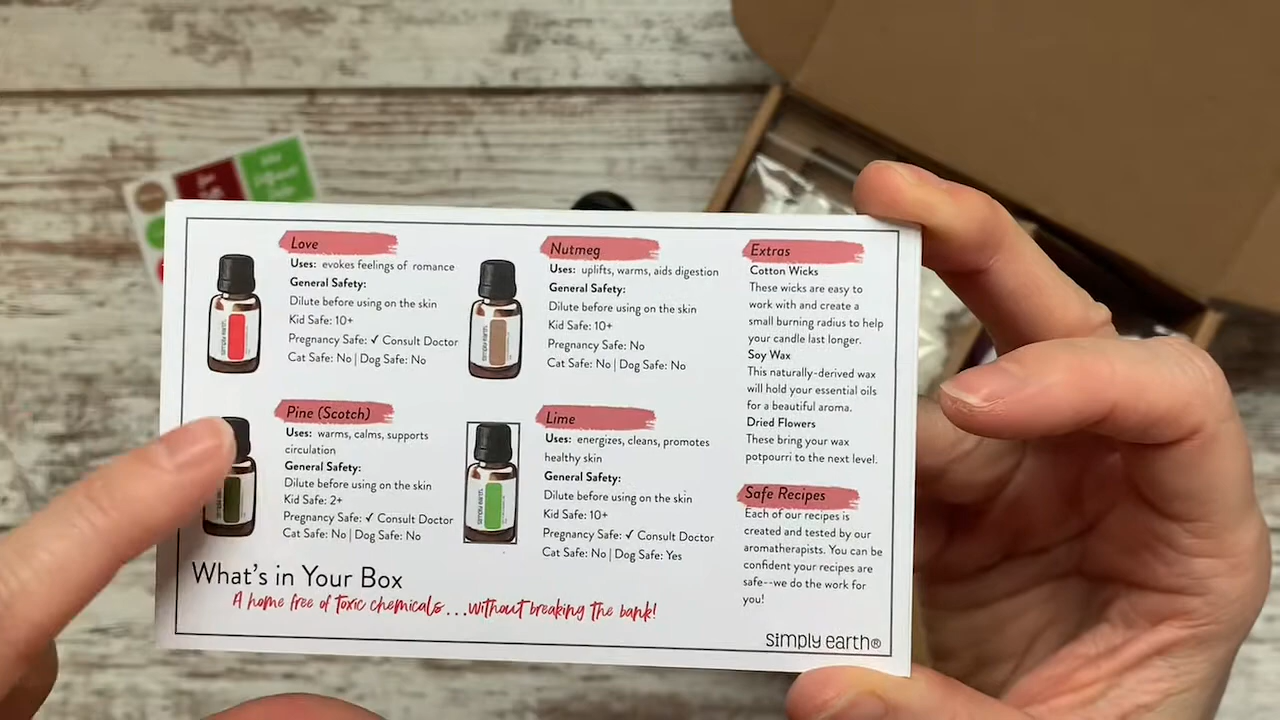 Love
Uses: evokes feelings of romance
General Safety:
Dilute before using on the skin
Kid Safe: 10+
Pregnancy Safe: ✓ Consult Doctor
Cat Safe: No | Dog Safe: No
Nutmeg
Uses: uplifts, warms, aids digestion
General Safety:
Dilute before using on the skin
Kid Safe: 10+
Pregnancy Safe: No
Cat Safe: No | Dog Safe: No
Pine (Scotch)
Uses: warms, calms, supports
circulation
General Safety:
Dilute before using on the skin
Kid Safe: 2+
Pregnancy Safe: ✓ Consult Doctor
Cat Safe: No | Dog Safe: No
Lime
Uses: energizes, cleans, promotes
healthy skin
General Safety:
Dilute before using on the skin
Kid Safe: 10+
Pregnancy Safe: ✓ Consult Doctor
Cat Safe: No | Dog Safe: Yes
Extras
Cotton Wicks
These wicks are easy to
work with and create a
small burning radius to help
your candle last longer.
Soy Wax
This naturally-derived wax
will hold your essential oils
for a beautiful aroma.
Dried Flowers
These bring your wax
potpourri to the next level.
Safe Recipes
Each of our recipes is
created and tested by our
aromatherapists. You can be
confident your recipes are
safe--we do the work for
you!
What's in Your Box
A home free of toxic chemicals...without breaking the bank!
simply earth®